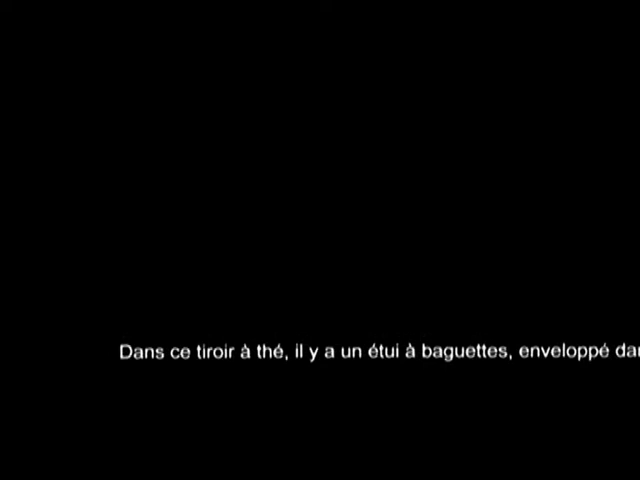 Dans ce tiroir à thé, il y a un étui à baguettes, enveloppé